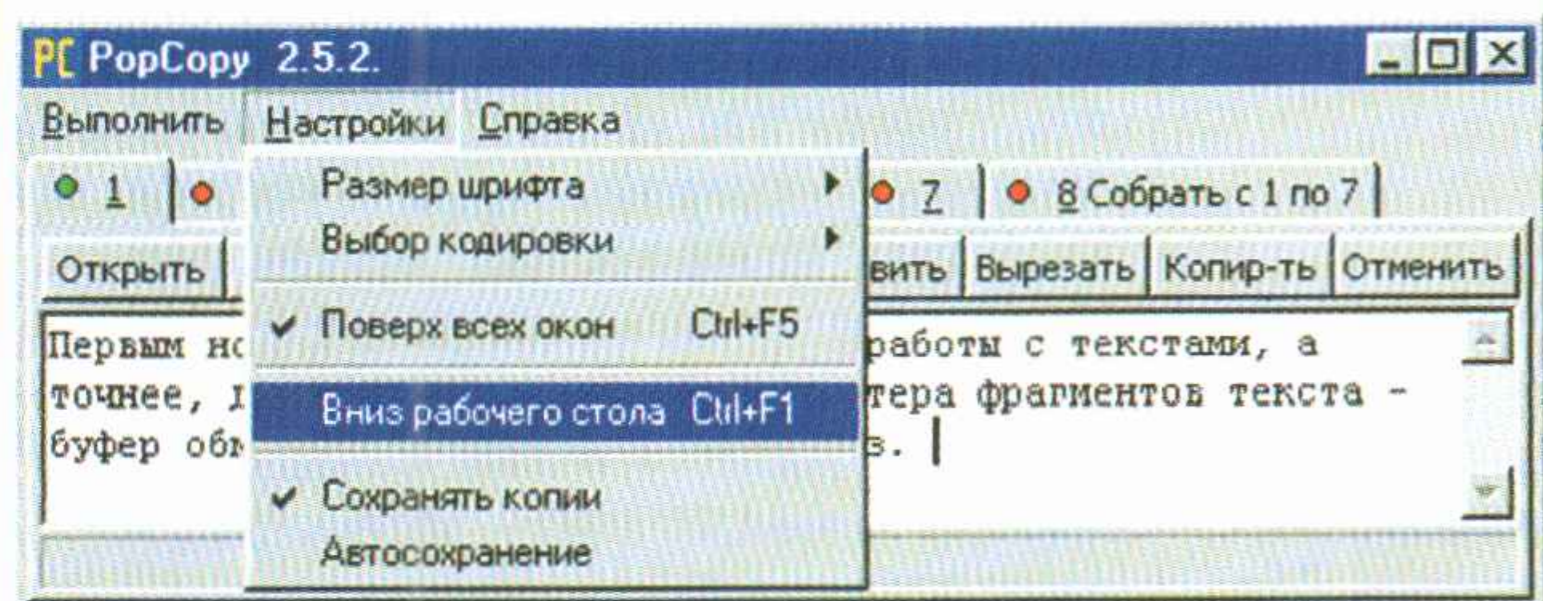 PC PopCopy 2.5.2.
Выполнить Настройки Справка
1 7 8 Собрать с 1 по 7
Размер шрифта
Выбор кодировки
Открыть вить Вырезать Копир-ть Отменить
✔ Поверх всех окон Ctrl+F5
Первым но работы с текстами, а
точнее, д тера фрагментов текста -
Вниз рабочего стола Ctrl+F1
буфер обм в.
✔ Сохранять копии
Автосохранение